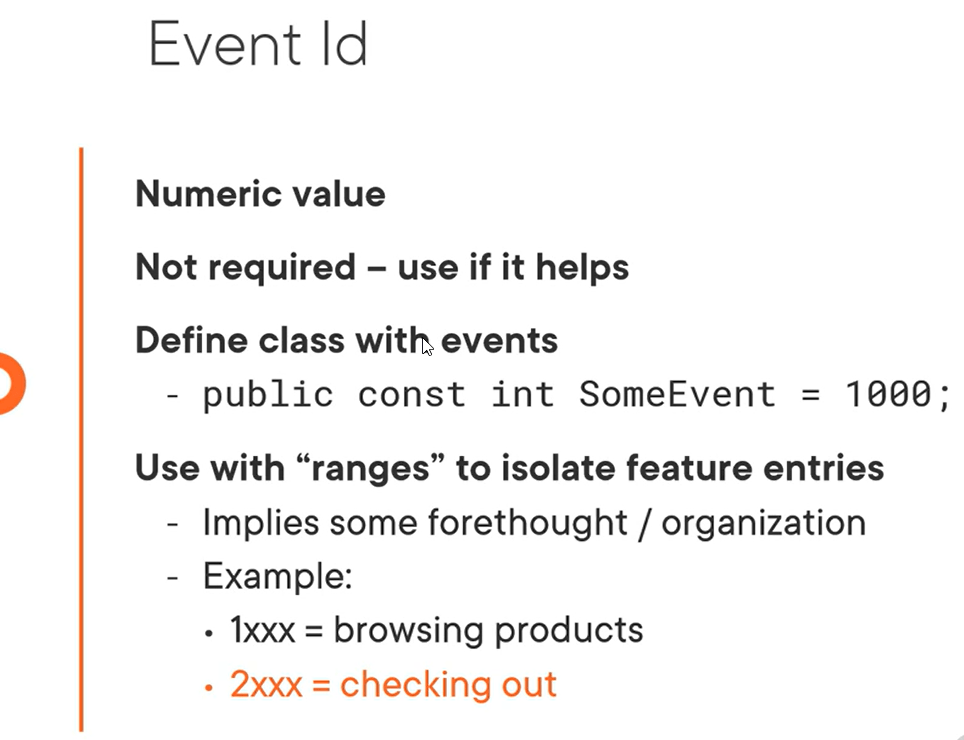 Event Id
Numeric value
Not required – use if it helps
Define class with events
- public const int SomeEvent = 1000;
Use with “ranges” to isolate feature entries
- Implies some forethought / organization
- Example:
• 1xxx = browsing products
• 2xxx = checking out